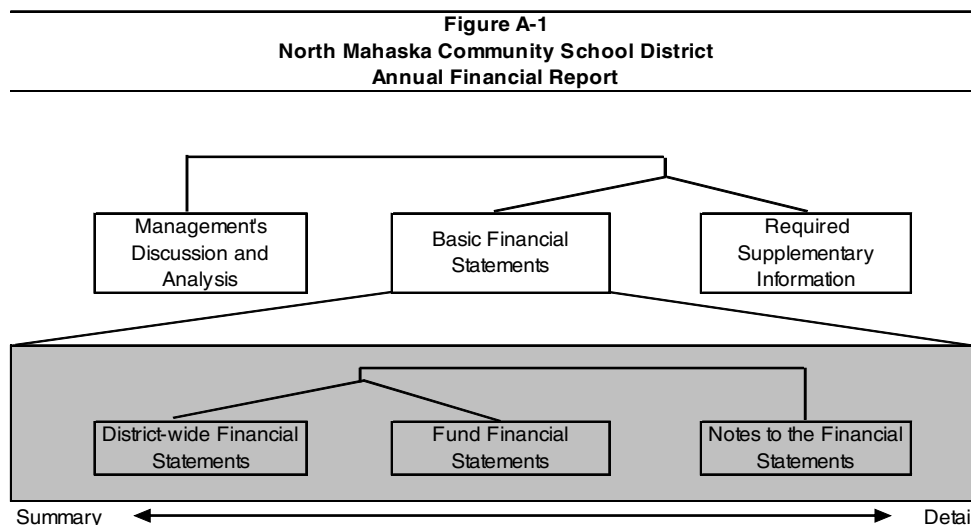 Figure A-1
North Mahaska Community School District
Annual Financial Report
Management's
Discussion and
Analysis
Basic Financial
Statements
Required
Supplementary
Information
District-wide Financial
Statements
Fund Financial
Statements
Notes to the Financial
Statements
Summary
Detai